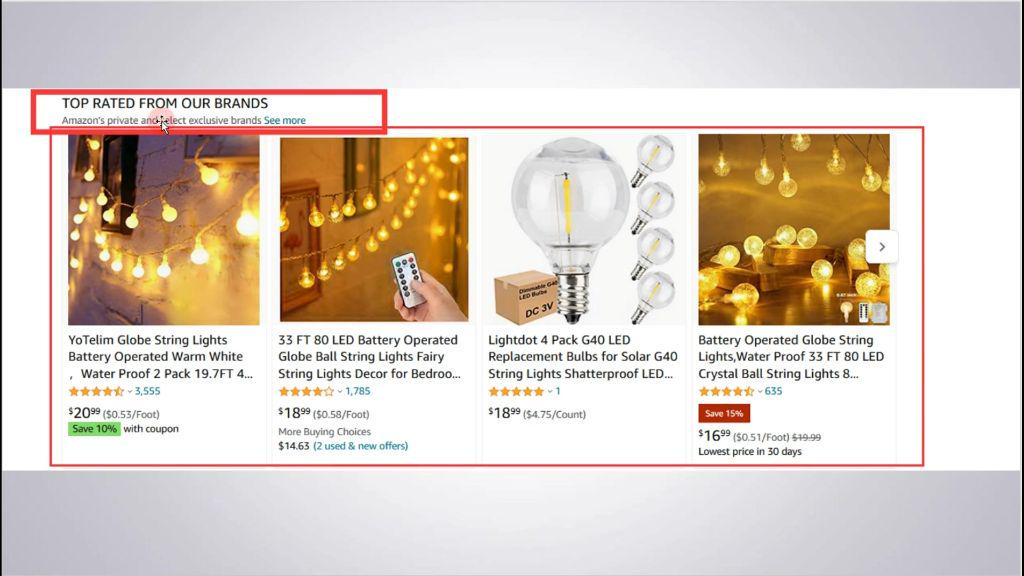 TOP RATED FROM OUR BRANDS
Amazon's private and select exclusive brands See more
Dimmable G40
LED Bulbs
DC 3V
YoTelim Globe String Lights
Battery Operated Warm White
， Water Proof 2 Pack 19.7FT 4...
3,555
$20.99 ($0.53/Foot)
Save 10% with coupon
33 FT 80 LED Battery Operated
Globe Ball String Lights Fairy
String Lights Decor for Bedroo...
1,785
$18.99 ($0.58/Foot)
More Buying Choices
$14.63 (2 used & new offers)
Lightdot 4 Pack G40 LED
Replacement Bulbs for Solar G40
String Lights Shatterproof LED...
1
$18.99 ($4.75/Count)
Battery Operated Globe String
Lights,Water Proof 33 FT 80 LED
Crystal Ball String Lights 8...
635
Save 15%
$16.99 ($0.51/Foot) $19.99
Lowest price in 30 days